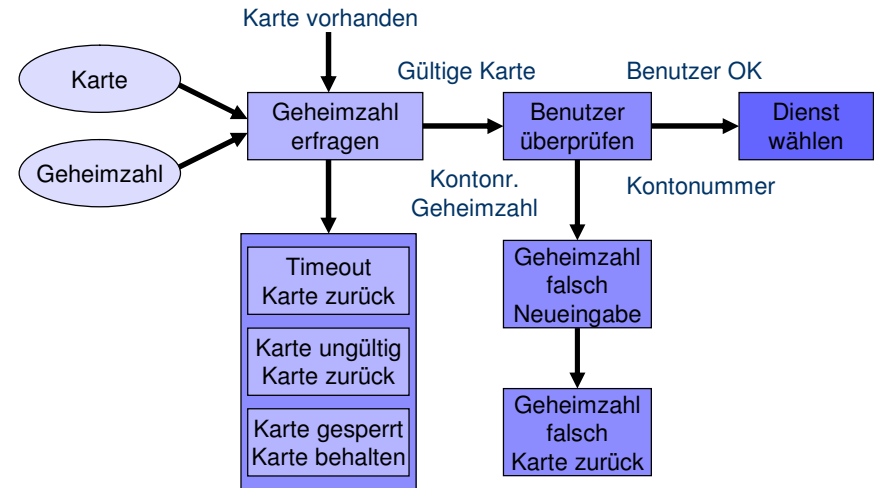 Karte vorhanden
Karte
Geheimzahl
Geheimzahl
erfragen
Gültige Karte
Kontonr.
Geheimzahl
Benutzer
überprüfen
Benutzer OK
Kontonummer
Dienst
wählen
Timeout
Karte zurück
Karte ungültig
Karte zurück
Karte gesperrt
Karte behalten
Geheimzahl
falsch
Neueingabe
Geheimzahl
falsch
Karte zurück